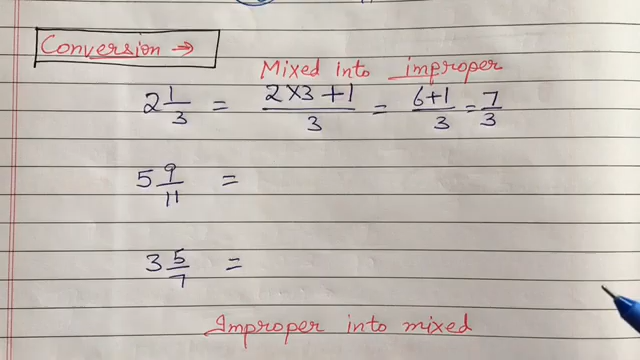 Conversion →
Mixed into improper
2 1/3 = (2×3+1)/3 = (6+1)/3 = 7/3
5 9/11 =
3 5/7 =
Improper into mixed